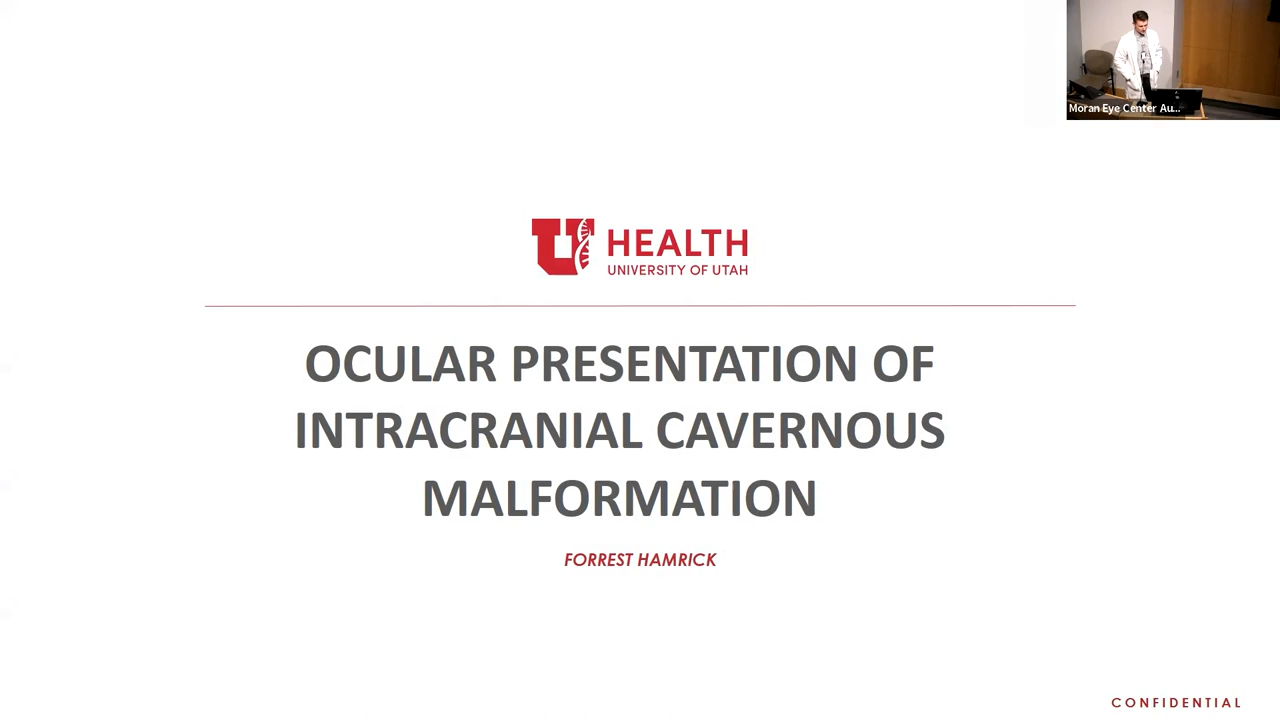 Moran Eye Center Au...
HEALTH
UNIVERSITY OF UTAH
OCULAR PRESENTATION OF
INTRACRANIAL CAVERNOUS
MALFORMATION
FORREST HAMRICK
CONFIDENTIAL